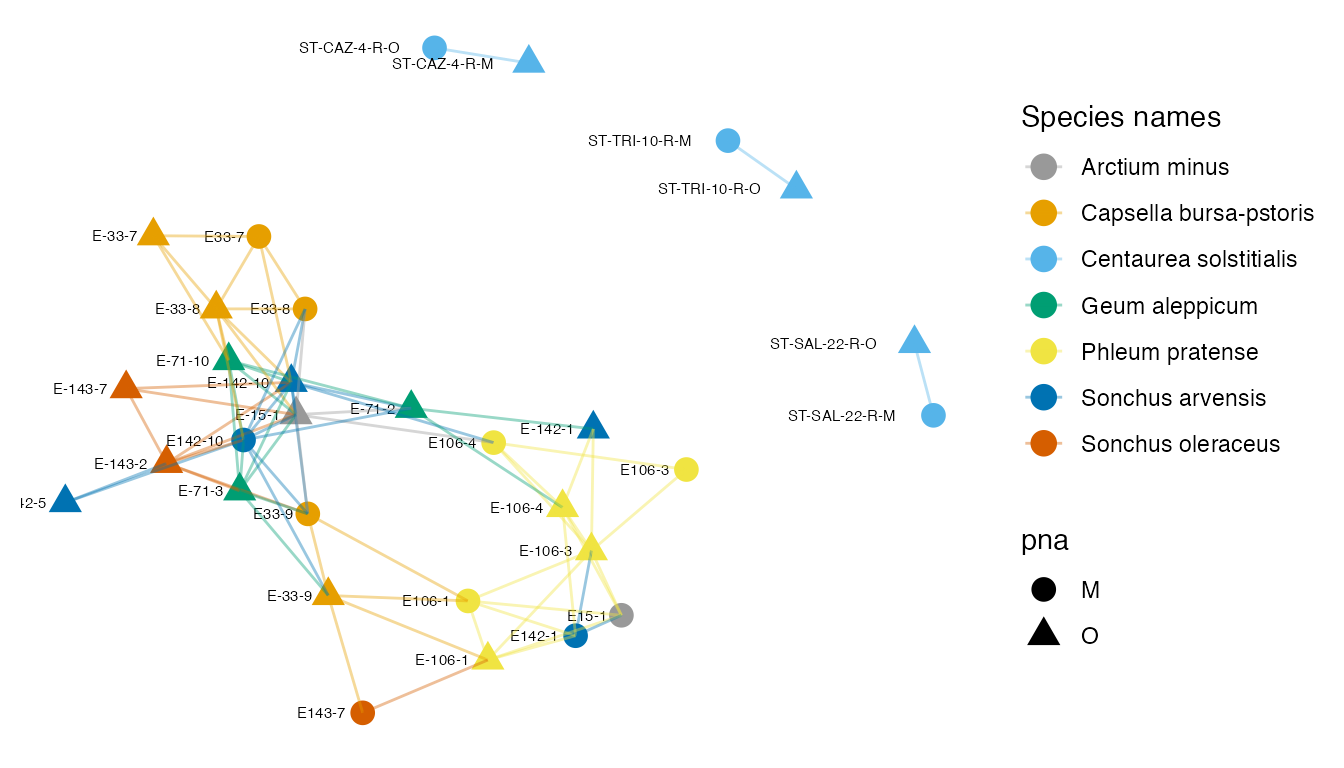 ST-CAZ-4-R-O
ST-CAZ-4-R-M
Species names
ST-TRI-10-R-M
Arctium minus
ST-TRI-10-R-O
Capsella bursa-pstoris
E-33-7
E33-7
Centaurea solstitialis
E-33-8
E33-8
Geum aleppicum
ST-SAL-22-R-O
Phleum pratense
E-71-10
E-142-10
E-143-7
Sonchus arvensis
E-71-2
E-15-1
ST-SAL-22-R-M
E-142-1
E142-10
E106-4
Sonchus oleraceus
E-143-2
E106-3
E-71-3
42-5
E-106-4
E33-9
pna
E-106-3
M
E-33-9
E106-1
E15-1
E142-1
O
E-106-1
E143-7